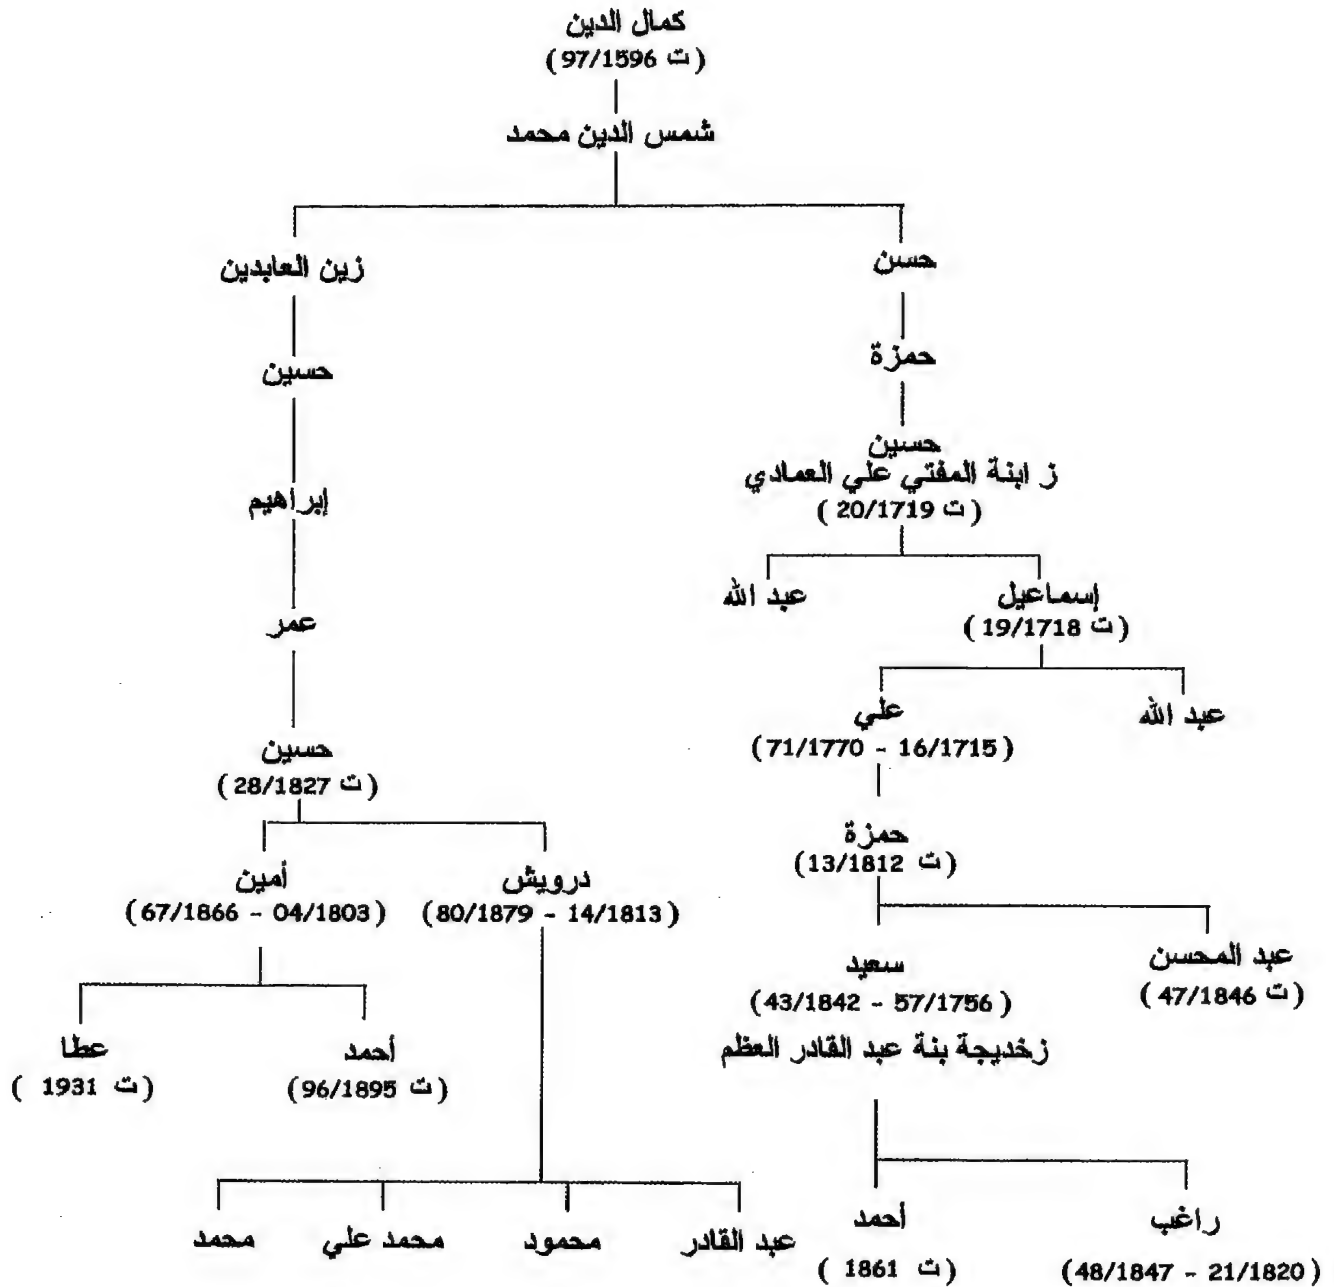 كمال الدين
(ت 97/1596)
شمس الدين محمد
حسن
زين العابدين
حمزة
حسين
حسين
ز ابنة المفتي علي العمادي
(ت 20/1719)
إبراهيم
إسماعيل
(ت 19/1718)
عبد الله
عمر
عبد الله
علي
(71/1770 - 16/1715)
حسين
(ت 28/1827)
حمزة
(ت 13/1812)
درويش
(80/1879 - 14/1813)
أمين
(67/1866 - 04/1803)
عبد المحسن
(ت 47/1846)
سعيد
(43/1842 - 57/1756)
زخديجة بنة عبد القادر العظم
أحمد
(ت 96/1895)
عطا
(ت 1931)
راغب
(48/1847 - 21/1820)
أحمد
(ت 1861)
عبد القادر
محمود
محمد علي
محمد